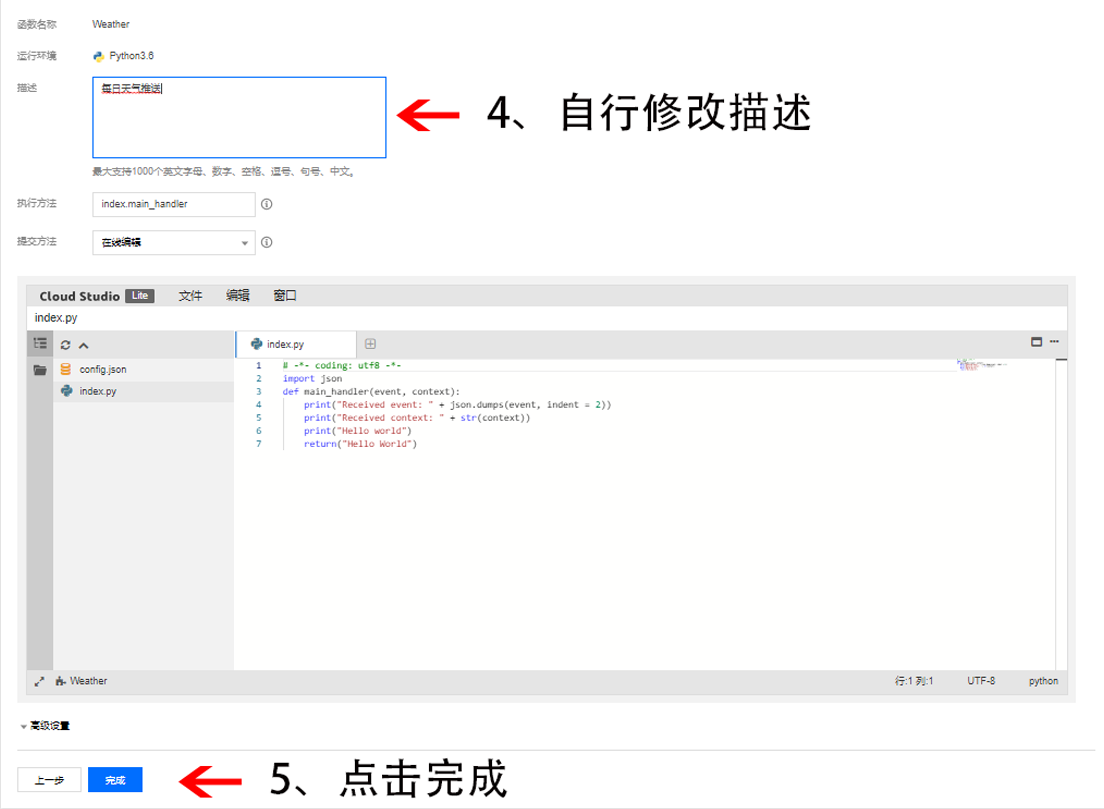 函数名称 Weather
运行环境 Python3.6
描述 每日天气推送
4、自行修改描述
最大支持1000个英文字母、数字、空格、逗号、句号、中文。
执行方法 index.main_handler
提交方法 在线编辑
Cloud Studio Lite 文件 编辑 窗口
index.py
index.py
config.json
index.py
1 # -*- coding: utf8 -*-
2 import json
3 def main_handler(event, context):
4 print("Received event: " + json.dumps(event, indent = 2))
5 print("Received context: " + str(context))
6 print("Hello world")
7 return("Hello World")
Weather 行:1 列:1 UTF-8 python
高级设置
上一步 完成 5、点击完成